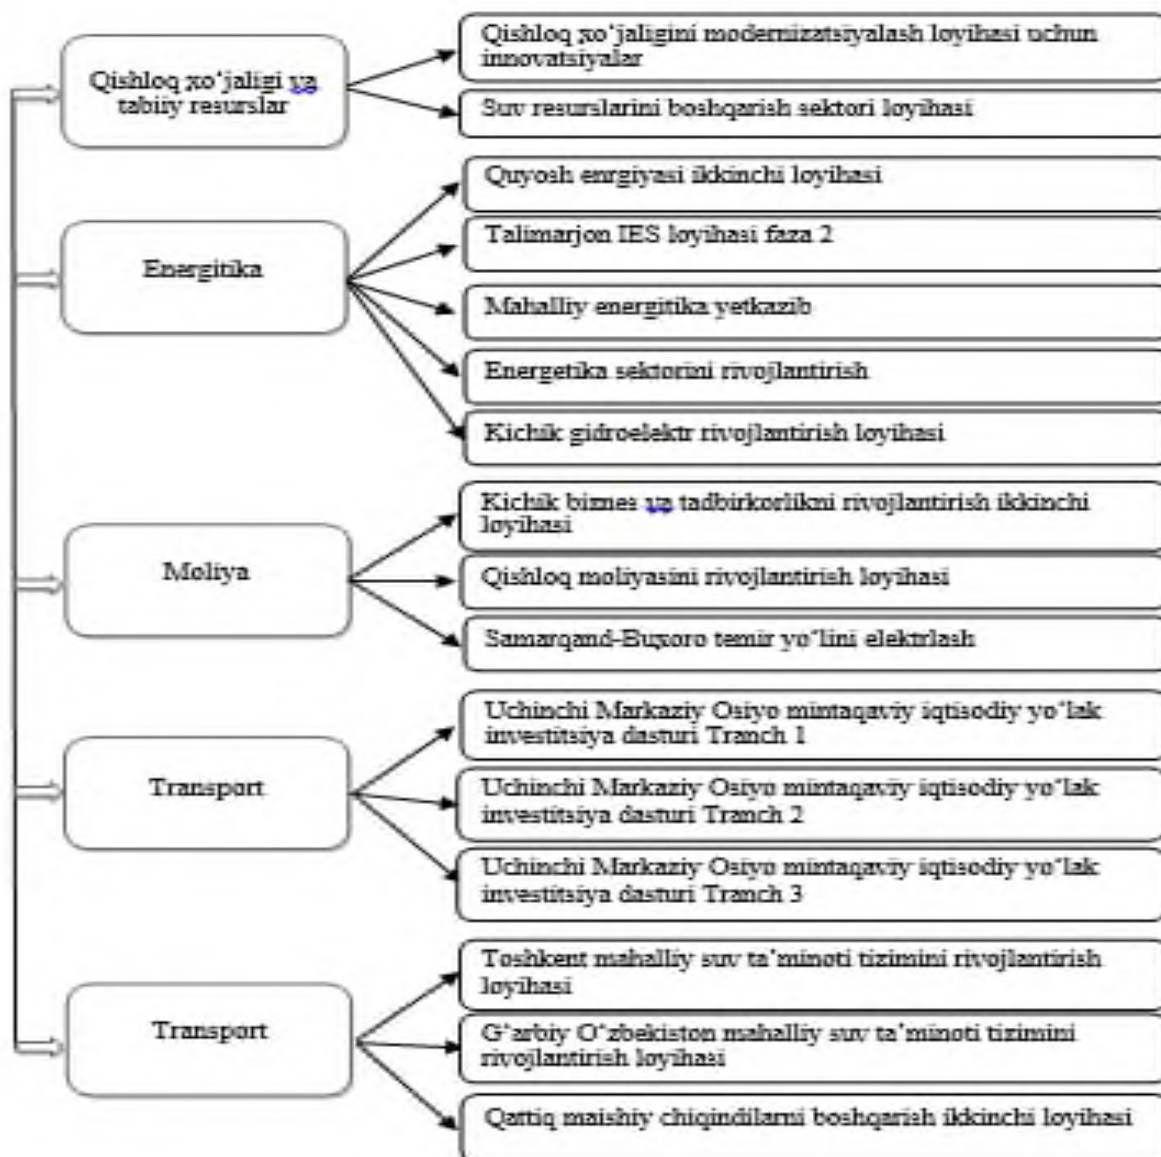 Qishloq xo‘jaligi va
tabiiy resurslar
Qishloq xo‘jaligini modernizatsiyalash loyihasi uchun
innovatsiyalar
Suv resurslarini boshqarish sektori loyihasi
Energitika
Quyosh enrgiyasi ikkinchi loyihasi
Talimarjon IES loyihasi faza 2
Mahalliy energitika yetkazib
Energetika sektorini rivojlantirish
Kichik gidroelektr rivojlantirish loyihasi
Moliya
Kichik biznes va tadbirkorlikni rivojlantirish ikkinchi
loyihasi
Qishloq moliyasini rivojlantirish loyihasi
Samarqand-Buxoro temir yo‘lini elektrlash
Transport
Uchinchi Markaziy Osiyo mintaqaviy iqtisodiy yo‘lak
investitsiya dasturi Tranch 1
Uchinchi Markaziy Osiyo mintaqaviy iqtisodiy yo‘lak
investitsiya dasturi Tranch 2
Uchinchi Markaziy Osiyo mintaqaviy iqtisodiy yo‘lak
investitsiya dasturi Tranch 3
Transport
Toshkent mahalliy suv ta’minoti tizimini rivojlantirish
loyihasi
G‘arbiy O‘zbekiston mahalliy suv ta’minoti tizimini
rivojlantirish loyihasi
Qattiq maishiy chiqindilarni boshqarish ikkinchi loyihasi